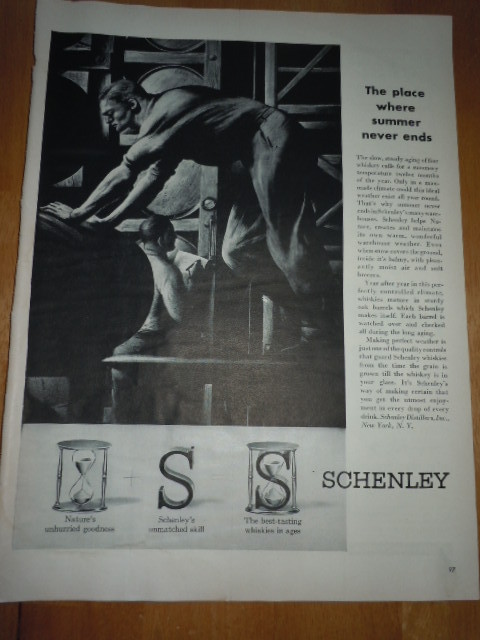 The place
where
summer
never ends
The slow, steady aging of fine
whiskey calls for a summery
temperature twelve months
of the year. Only in a man-
made climate could this ideal
weather exist all year round.
That's why summer never
ends in Schenley's many ware-
houses. Schenley helps Na-
ture, creates and maintains
its own warm, wonderful
warehouse weather. Even
when snow covers the ground,
inside it's balmy, with pleas-
antly moist air and soft
breezes.
Year after year in this per-
fectly controlled climate,
whiskies mature in sturdy
oak barrels which Schenley
makes itself. Each barrel is
watched over and checked
all during the long aging.
Making perfect weather is
just one of the quality controls
that guard Schenley whiskies
from the time the grain is
grown till the whiskey is in
your glass. It's Schenley's
way of making certain that
you get the utmost enjoy-
ment in every drop of every
drink. Schenley Distillers, Inc.,
New York, N. Y.
S S SCHENLEY
Nature's
unhurried goodness
Schenley's
unmatched skill
The best-tasting
whiskies in ages